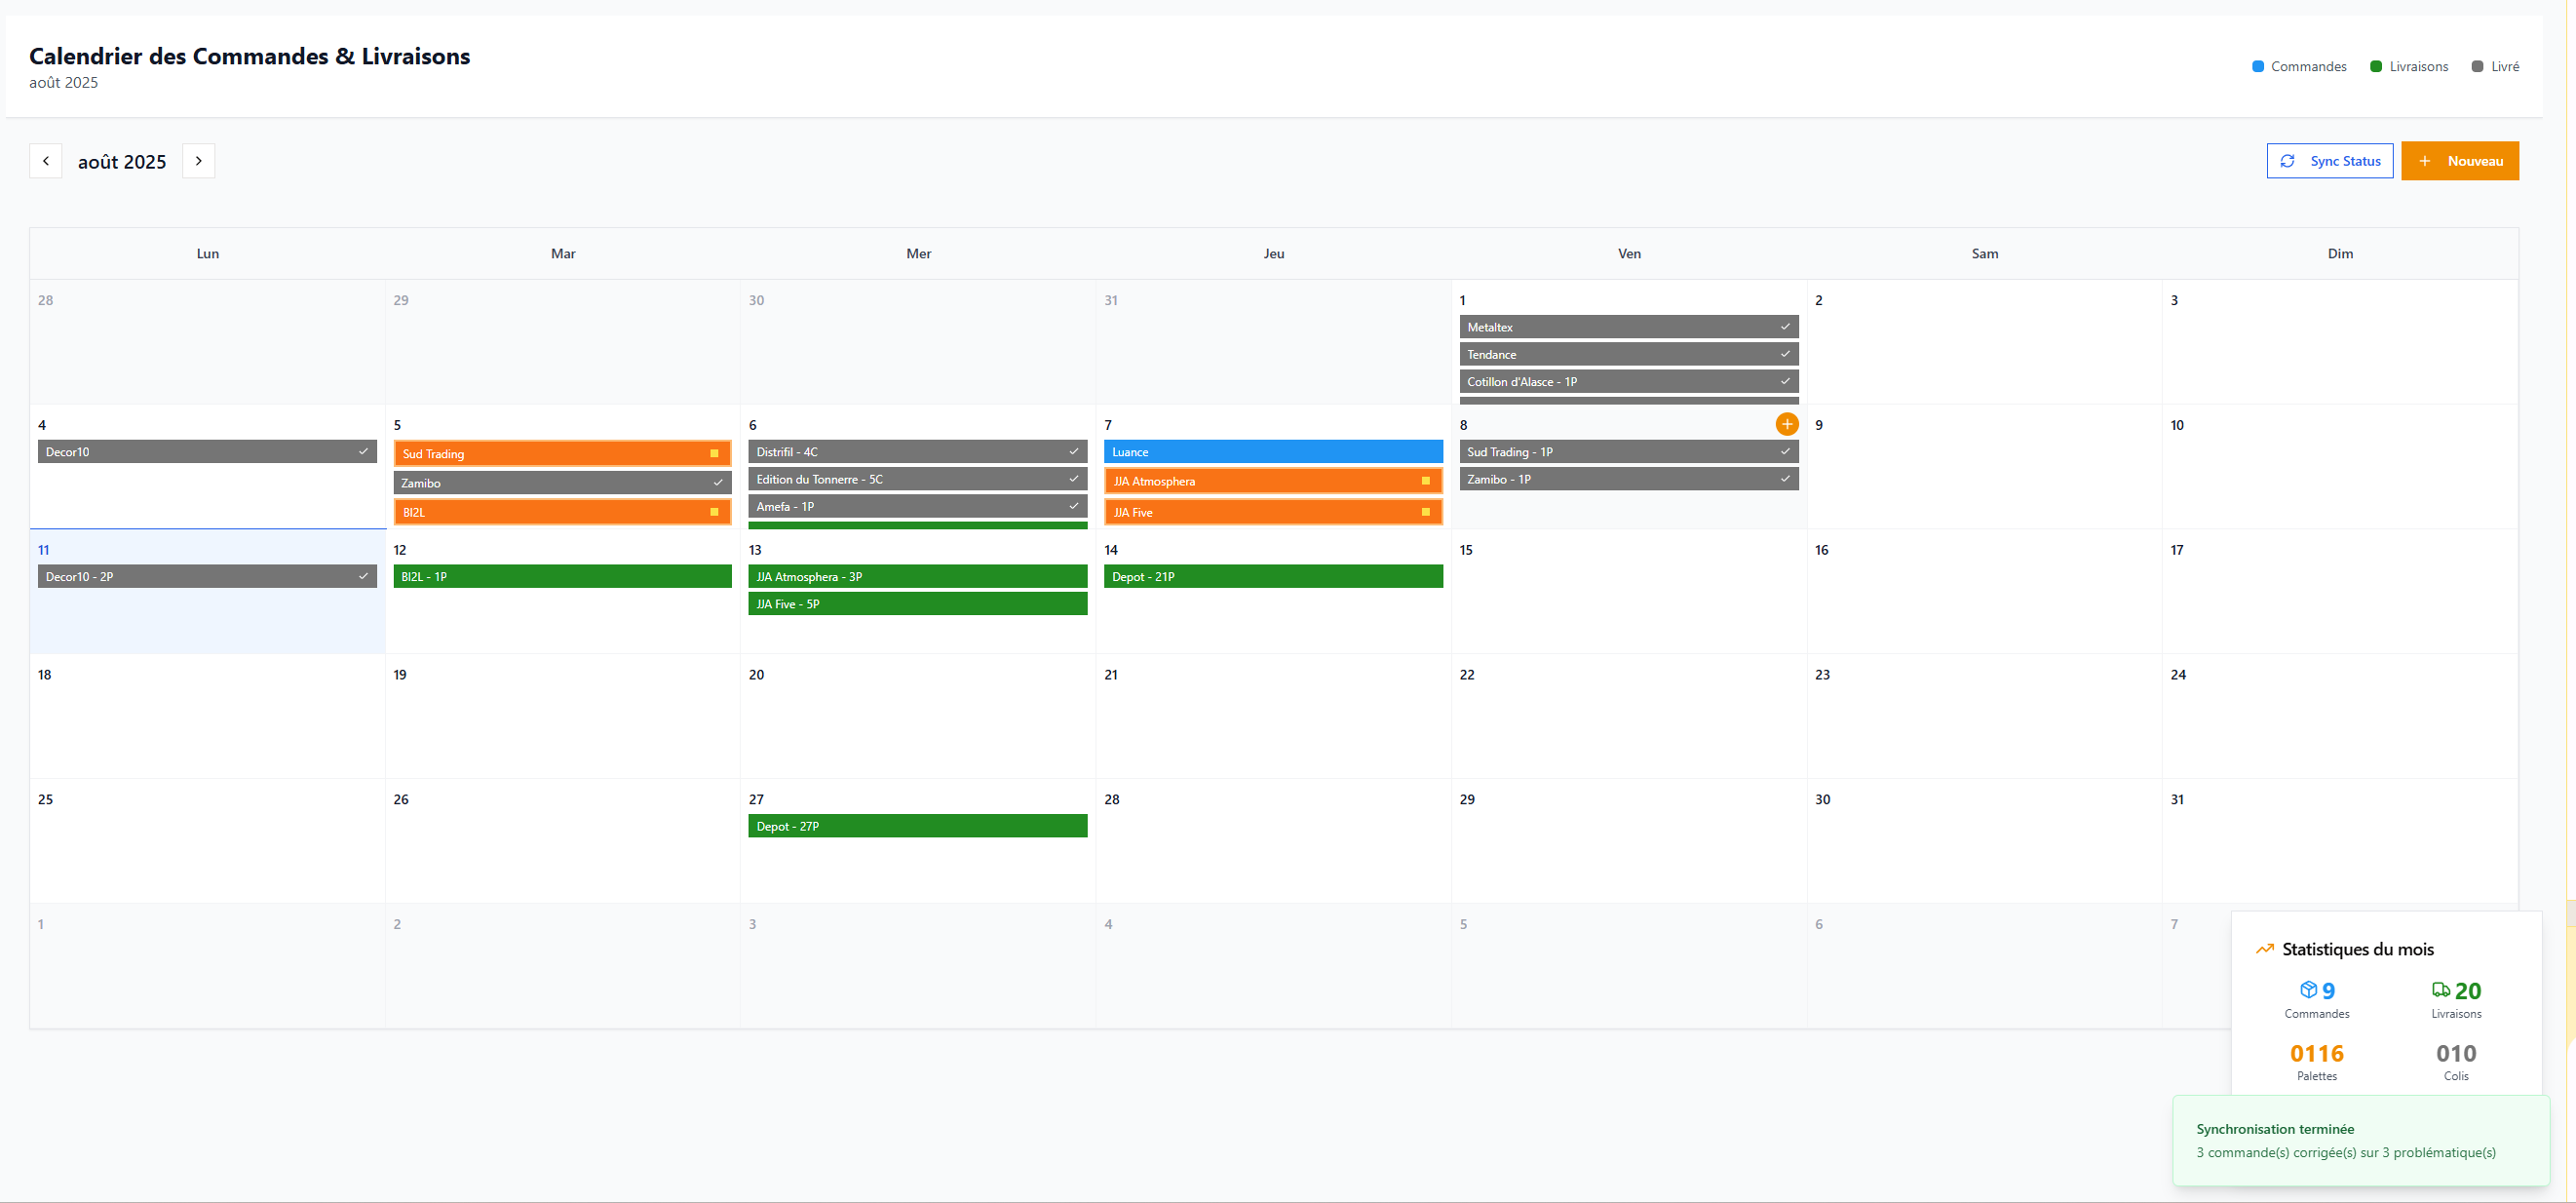 Calendrier des Commandes & Livraisons
août 2025
Commandes Livraisons Livré
août 2025
Sync Status
Nouveau
Lun Mar Mer Jeu Ven Sam Dim
28 29 30 31 1 2 3
Metaltex
Tendance
Cotillon d'Alasce - 1P
4 5 6 7 8 9 10
Decor10
Sud Trading
Zamibo
BI2L
Distrifil - 4C
Edition du Tonnerre - 5C
Amefa - 1P
Luance
JJA Atmosphera
JJA Five
Sud Trading - 1P
Zamibo - 1P
11 12 13 14 15 16 17
Decor10 - 2P
BI2L - 1P
JJA Atmosphera - 3P
JJA Five - 5P
Depot - 21P
18 19 20 21 22 23 24
25 26 27 28 29 30 31
Depot - 27P
1 2 3 4 5 6 7
Statistiques du mois
9 20
Commandes Livraisons
0116 010
Palettes Colis
Synchronisation terminée
3 commande(s) corrigée(s) sur 3 problématique(s)